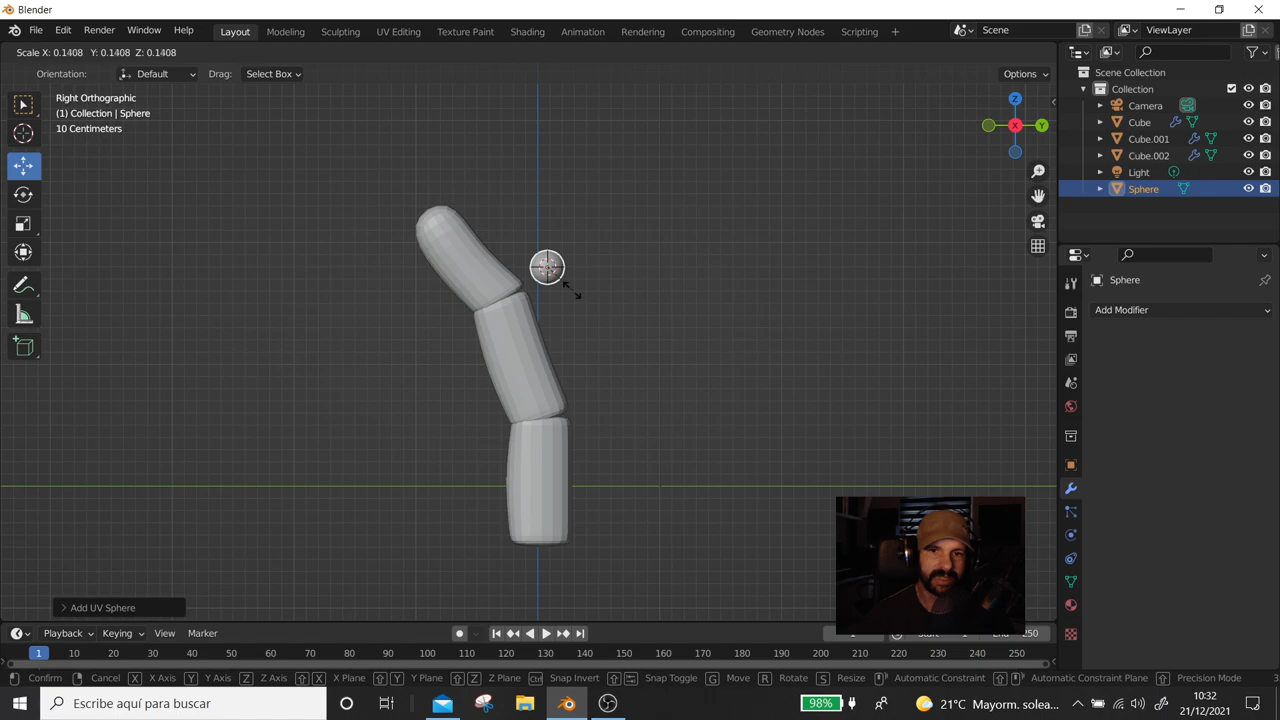 Blender
File Edit Render Window Help Layout Modeling Sculpting UV Editing Texture Paint Shading Animation Rendering Compositing Geometry Nodes Scripting + Scene ViewLayer
Scale X: 0.1408 Y: 0.1408 Z: 0.1408
Orientation: Default Drag: Select Box Options
Right Orthographic
(1) Collection | Sphere
10 Centimeters
Z
X
Y
Scene Collection
Collection
Camera
Cube
Cube.001
Cube.002
Light
Sphere
Sphere
Add Modifier
Add UV Sphere
Playback Keying View Marker 1 Start 1 End 250
1 10 20 30 40 50 60 70 80 90 100 110 120 130 140 150 160 170 180 190 200 210 220 230 240 250
Confirm Cancel X X Axis Y Y Axis Z Z Axis X X Plane Y Y Plane Z Z Plane Ctrl Snap Invert Snap Toggle G Move R Rotate S Resize Automatic Constraint Automatic Constraint Plane Precision Mode
Escribe aquí para buscar 98% 21°C Mayorm. solea... 10:32
21/12/2021